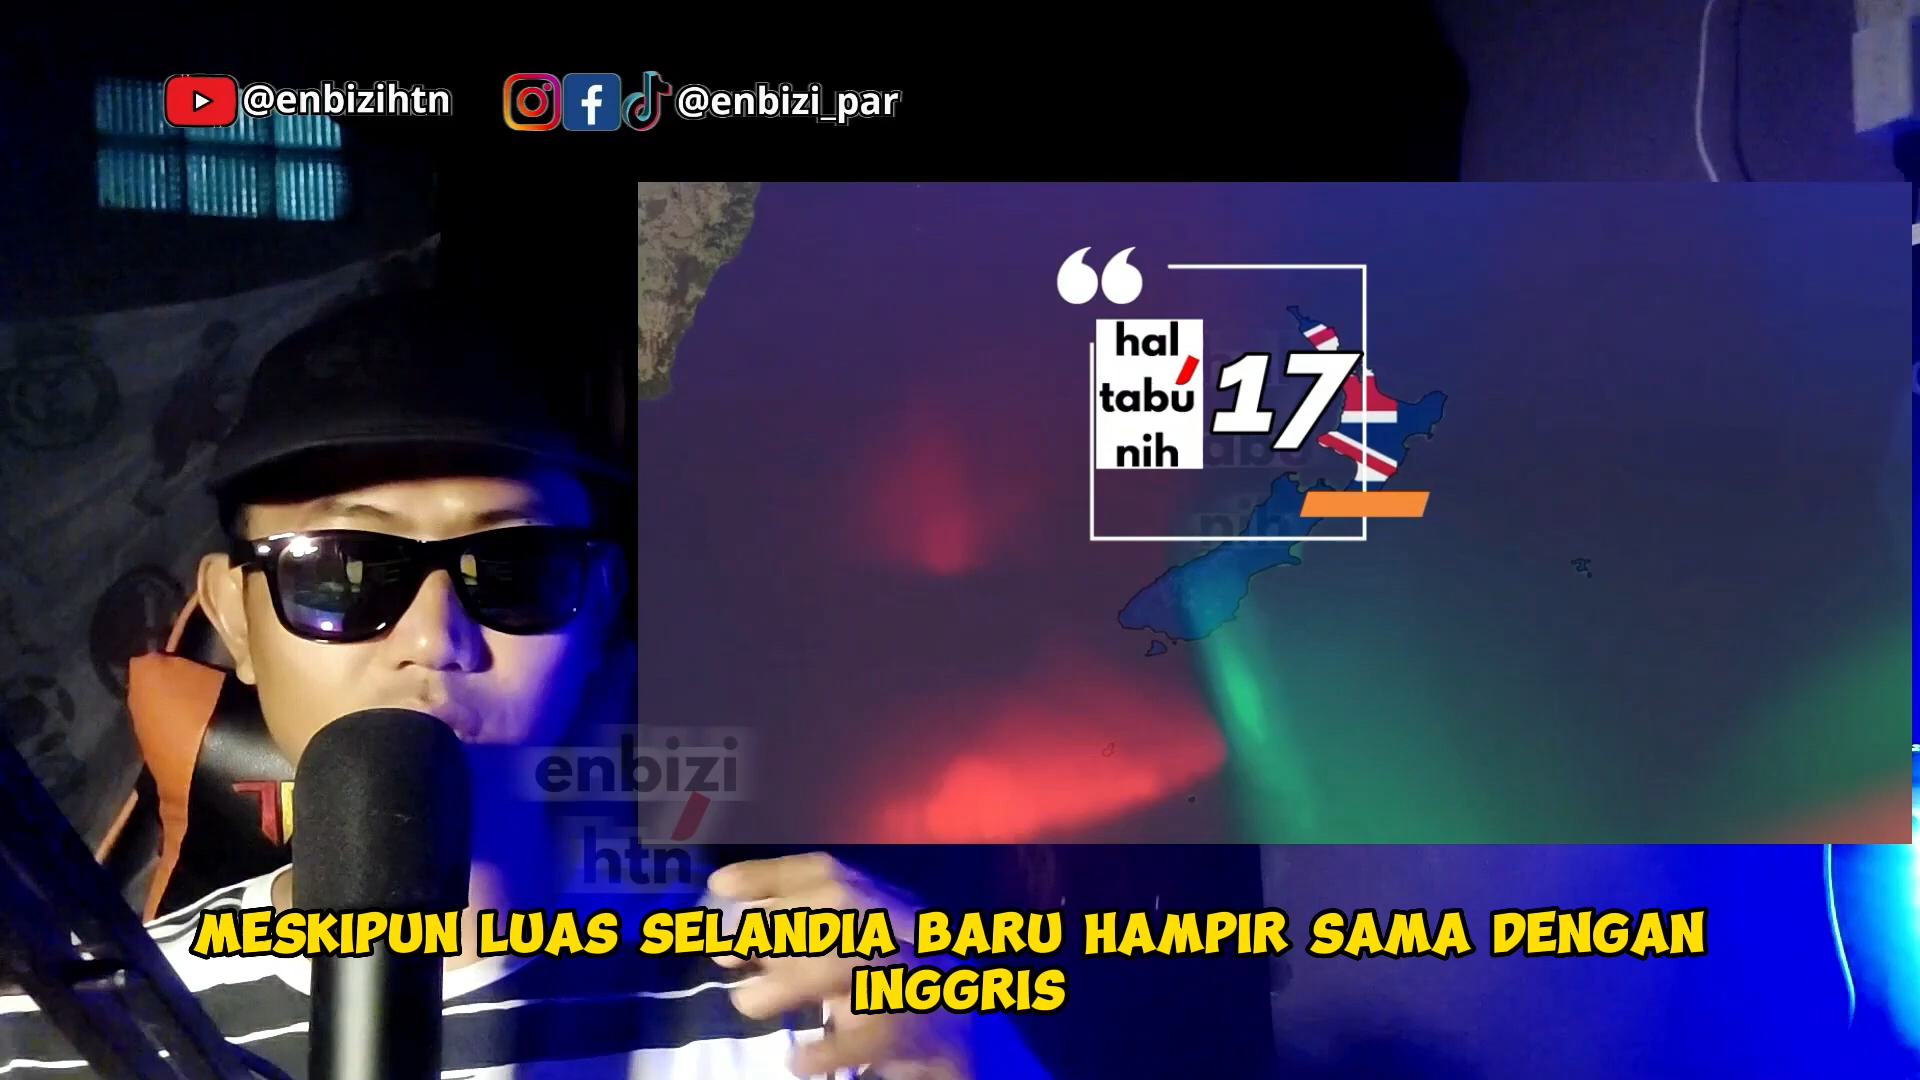 @enbizihtn
@enbizi_par
hal
tabú
nih
17
enbizi
htn
MESKIPUN LUAS SELANDIA BARU HAMPIR SAMA DENGAN
INGGRIS